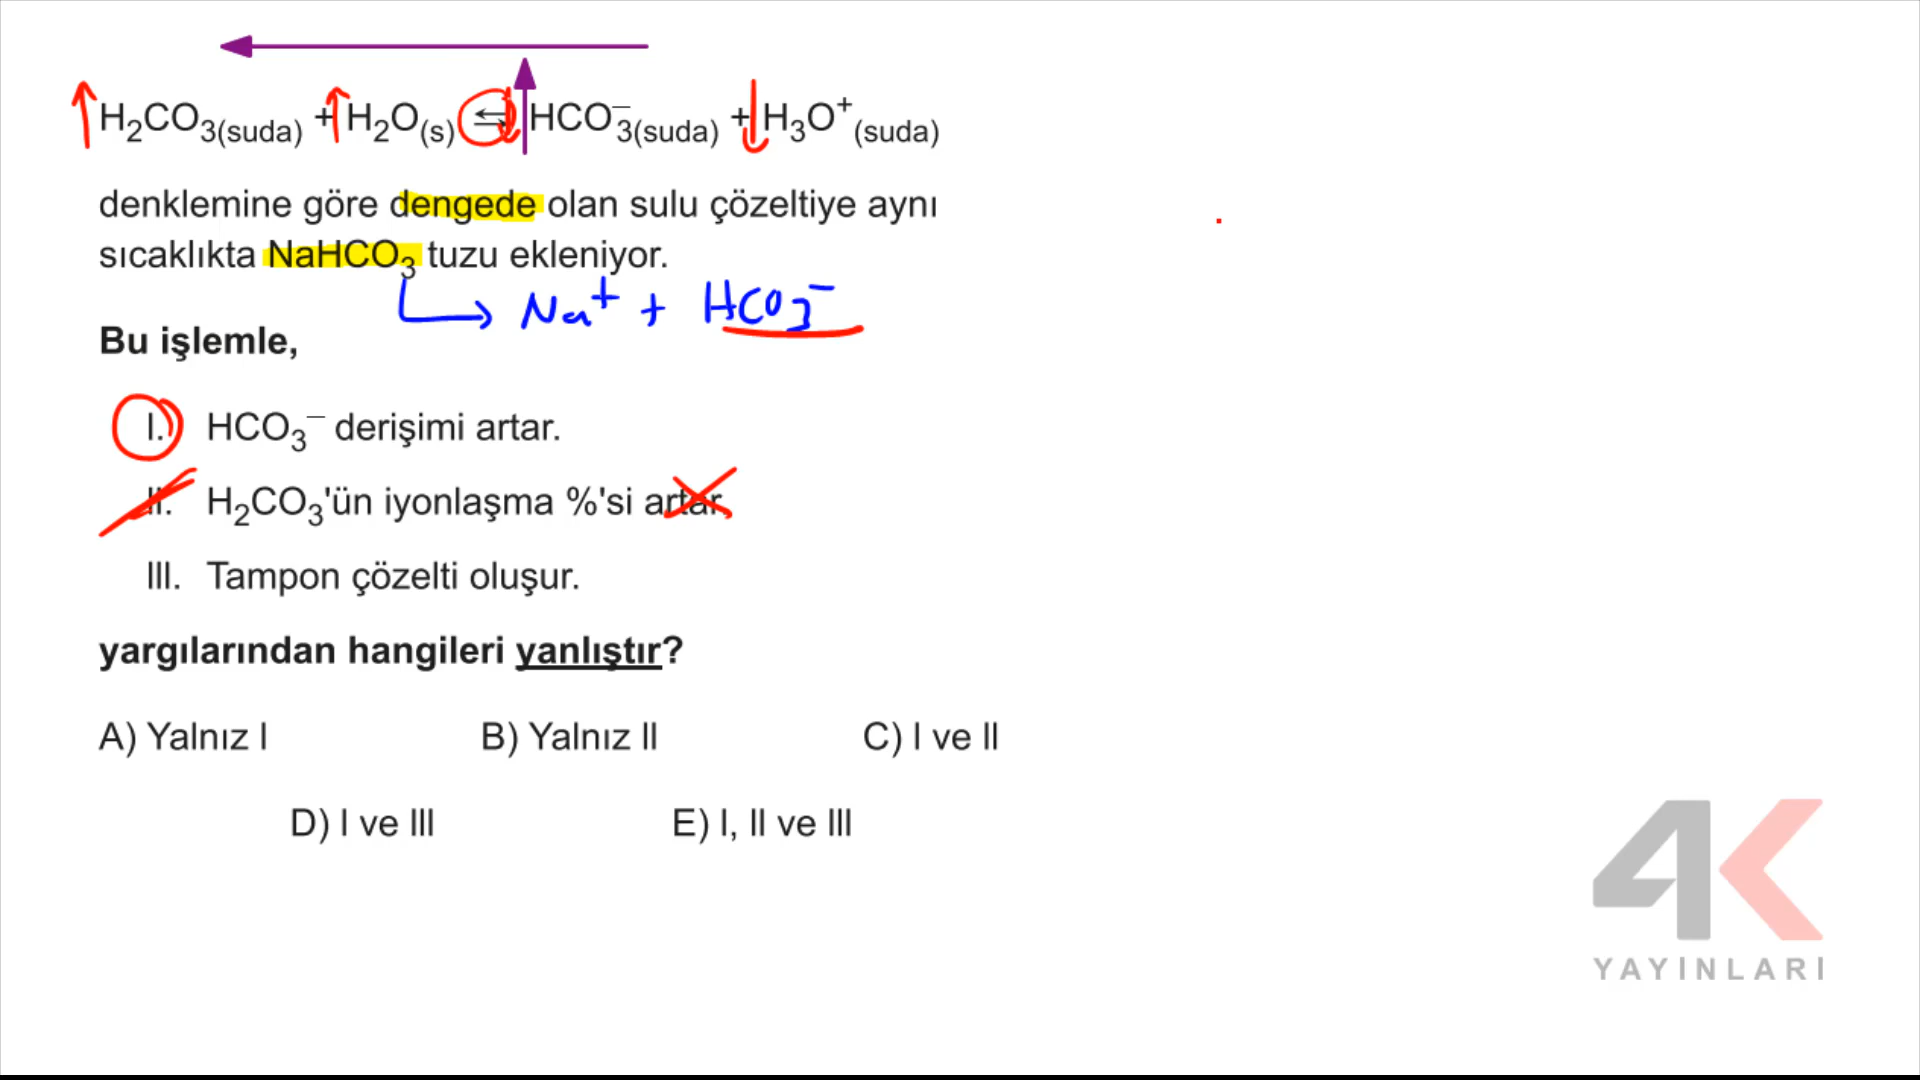 H₂CO₃(suda) + H₂O(s) ⇌ HCO₃⁻(suda) + H₃O⁺(suda)
denklemine göre dengede olan sulu çözeltiye aynı
sıcaklıkta NaHCO₃ tuzu ekleniyor.
Na⁺ + HCO₃⁻
Bu işlemle,
I. HCO₃⁻ derişimi artar.
II. H₂CO₃'ün iyonlaşma %'si artar.
III. Tampon çözelti oluşur.
yargılarından hangileri yanlıştır?
A) Yalnız I B) Yalnız II C) I ve II
D) I ve III E) I, II ve III
4K
YAYINLARI